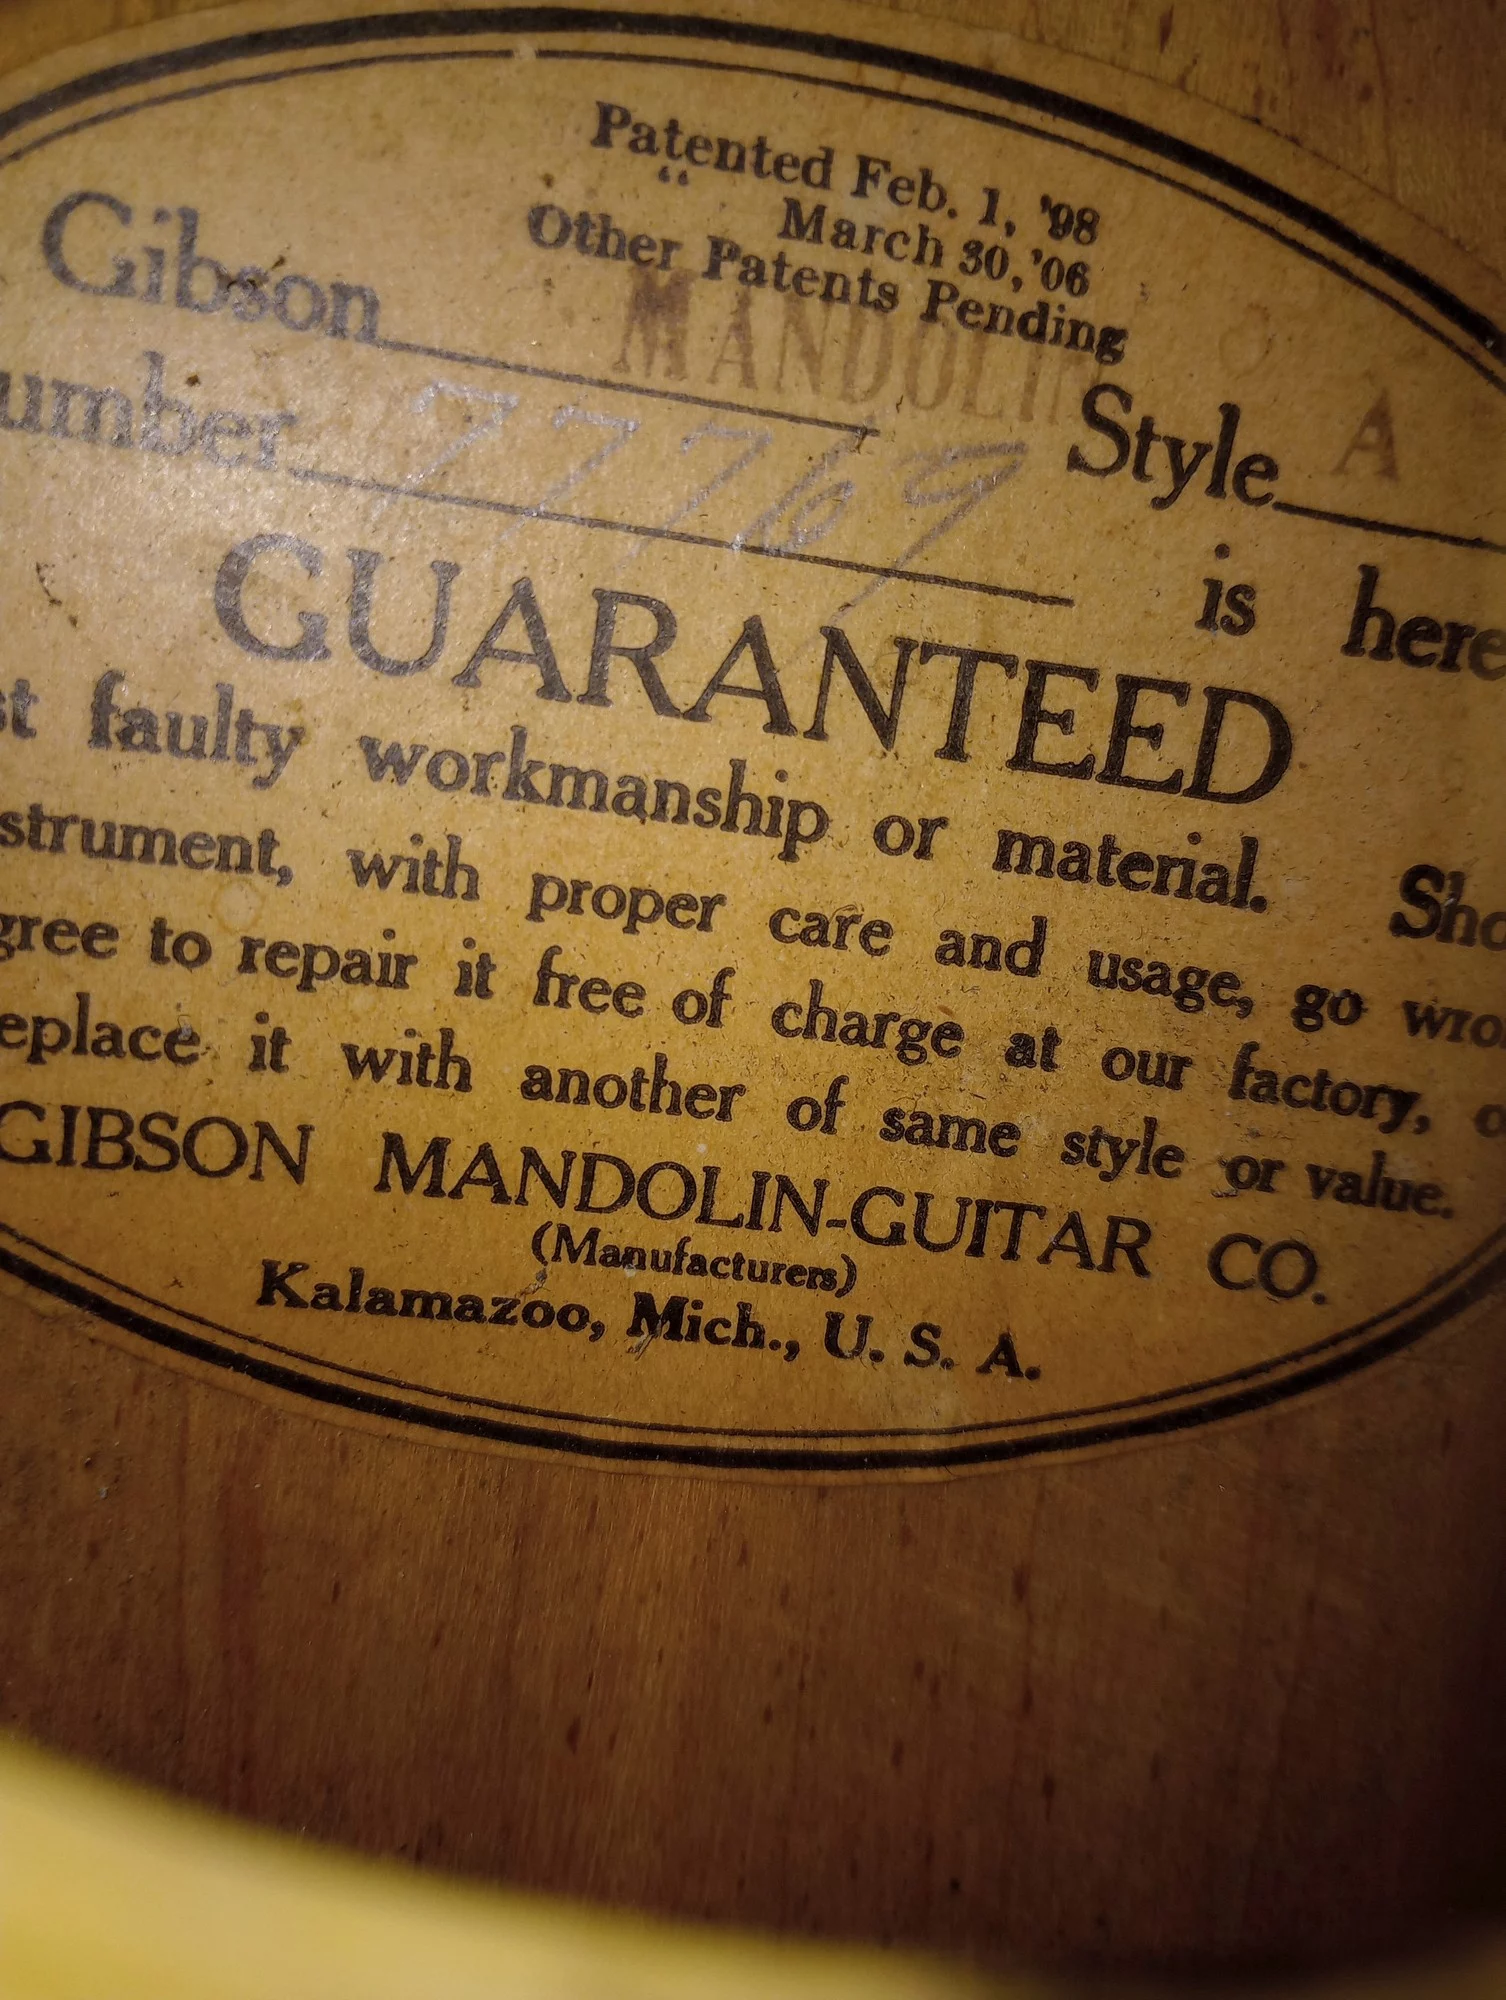 Patented Feb. 1, '98
“ March 30, '06
Other Patents Pending
Gibson MANDOLIN Style A
umber 77769 is here
GUARANTEED
st faulty workmanship or material. Sho
strument, with proper care and usage, go wro
gree to repair it free of charge at our factory, o
eplace it with another of same style or value.
GIBSON MANDOLIN-GUITAR CO.
(Manufacturers)
Kalamazoo, Mich., U. S. A.